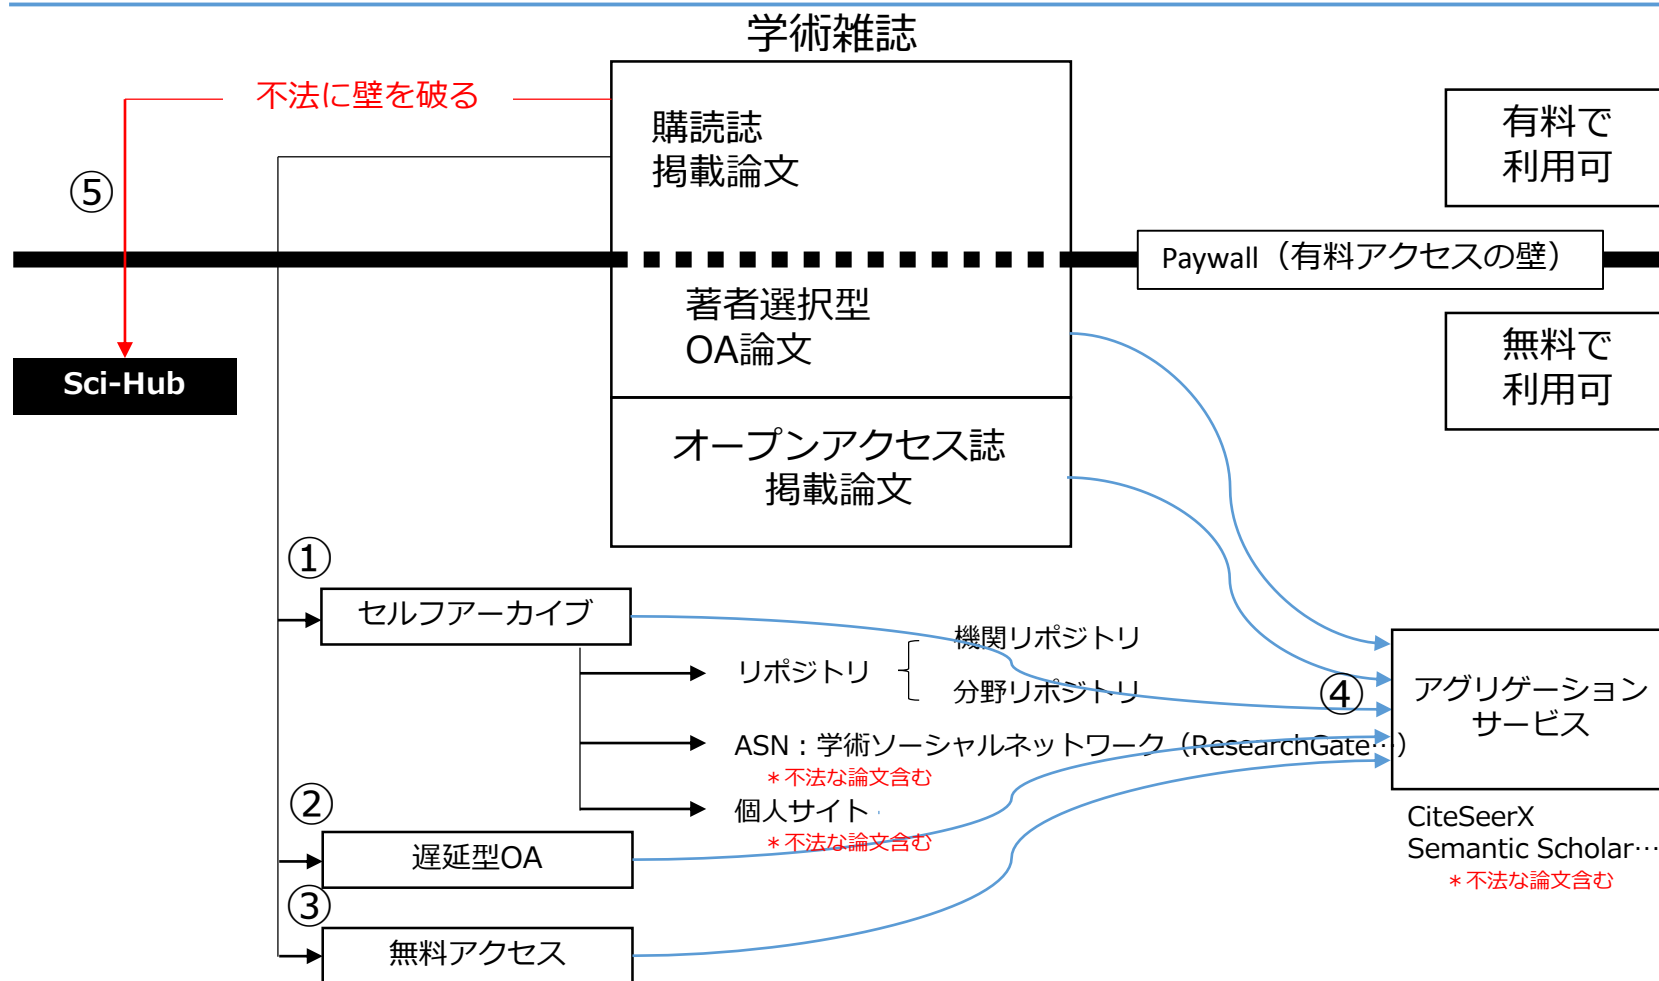 学術雑誌
不法に壁を破る
購読誌
掲載論文
有料で
利用可
⑤
Paywall（有料アクセスの壁）
著者選択型
OA論文
無料で
利用可
Sci-Hub
オープンアクセス誌
掲載論文
①
セルフアーカイブ
機関リポジトリ
リポジトリ
分野リポジトリ
④
アグリゲーション
サービス
ASN：学術ソーシャルネットワーク（ResearchGate…）
＊不法な論文含む
②
個人サイト
＊不法な論文含む
CiteSeerX
Semantic Scholar…
＊不法な論文含む
遅延型OA
③
無料アクセス